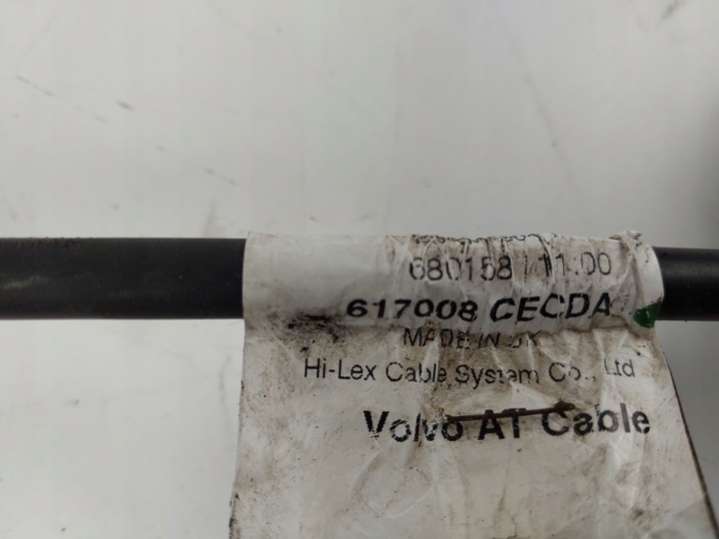 680158 11:00
617008 CECDA
MADE IN UK
Hi-Lex Cable System Co., Ltd
Volvo AT Cable